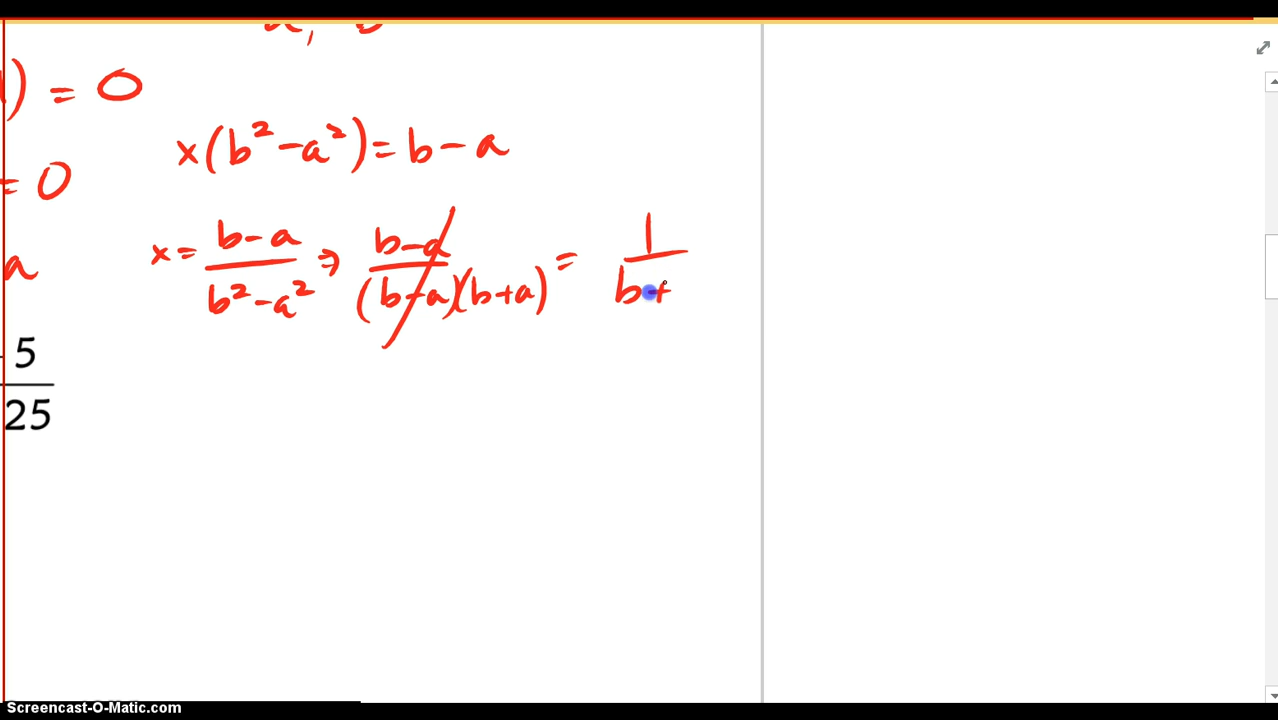 ) = 0
x(b² - a²) = b - a
= 0
x = b - a / b² - a² ⇒ b - a / (b - a)(b + a) = 1 / b +
a
5
25
Screencast-O-Matic.com